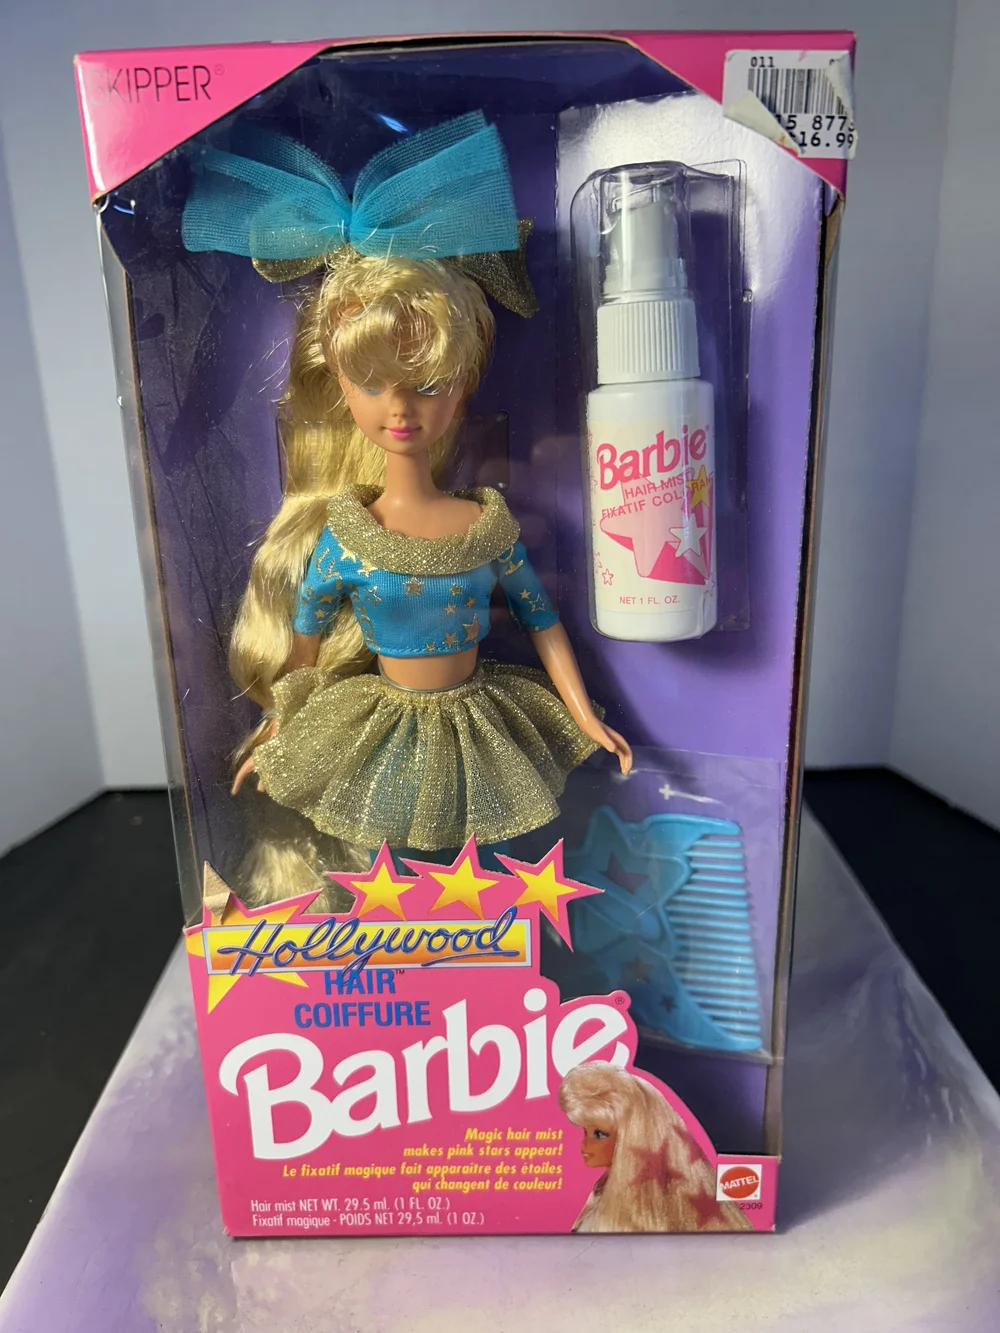 SKIPPER®
011
15 877
16.99
Barbie®
HAIR MIST
FIXATIF
NET 1 FL. OZ.
Hollywood
HAIR™
COIFFURE
Barbie®
Magic hair mist
makes pink stars appear!
Le fixatif magique fait apparaître des étoiles
qui changent de couleur!
Hair mist NET WT. 29.5 ml. (1 FL. OZ.)
Fixatif magique - POIDS NET 29,5 ml. (1 OZ.)
MATTEL
2309